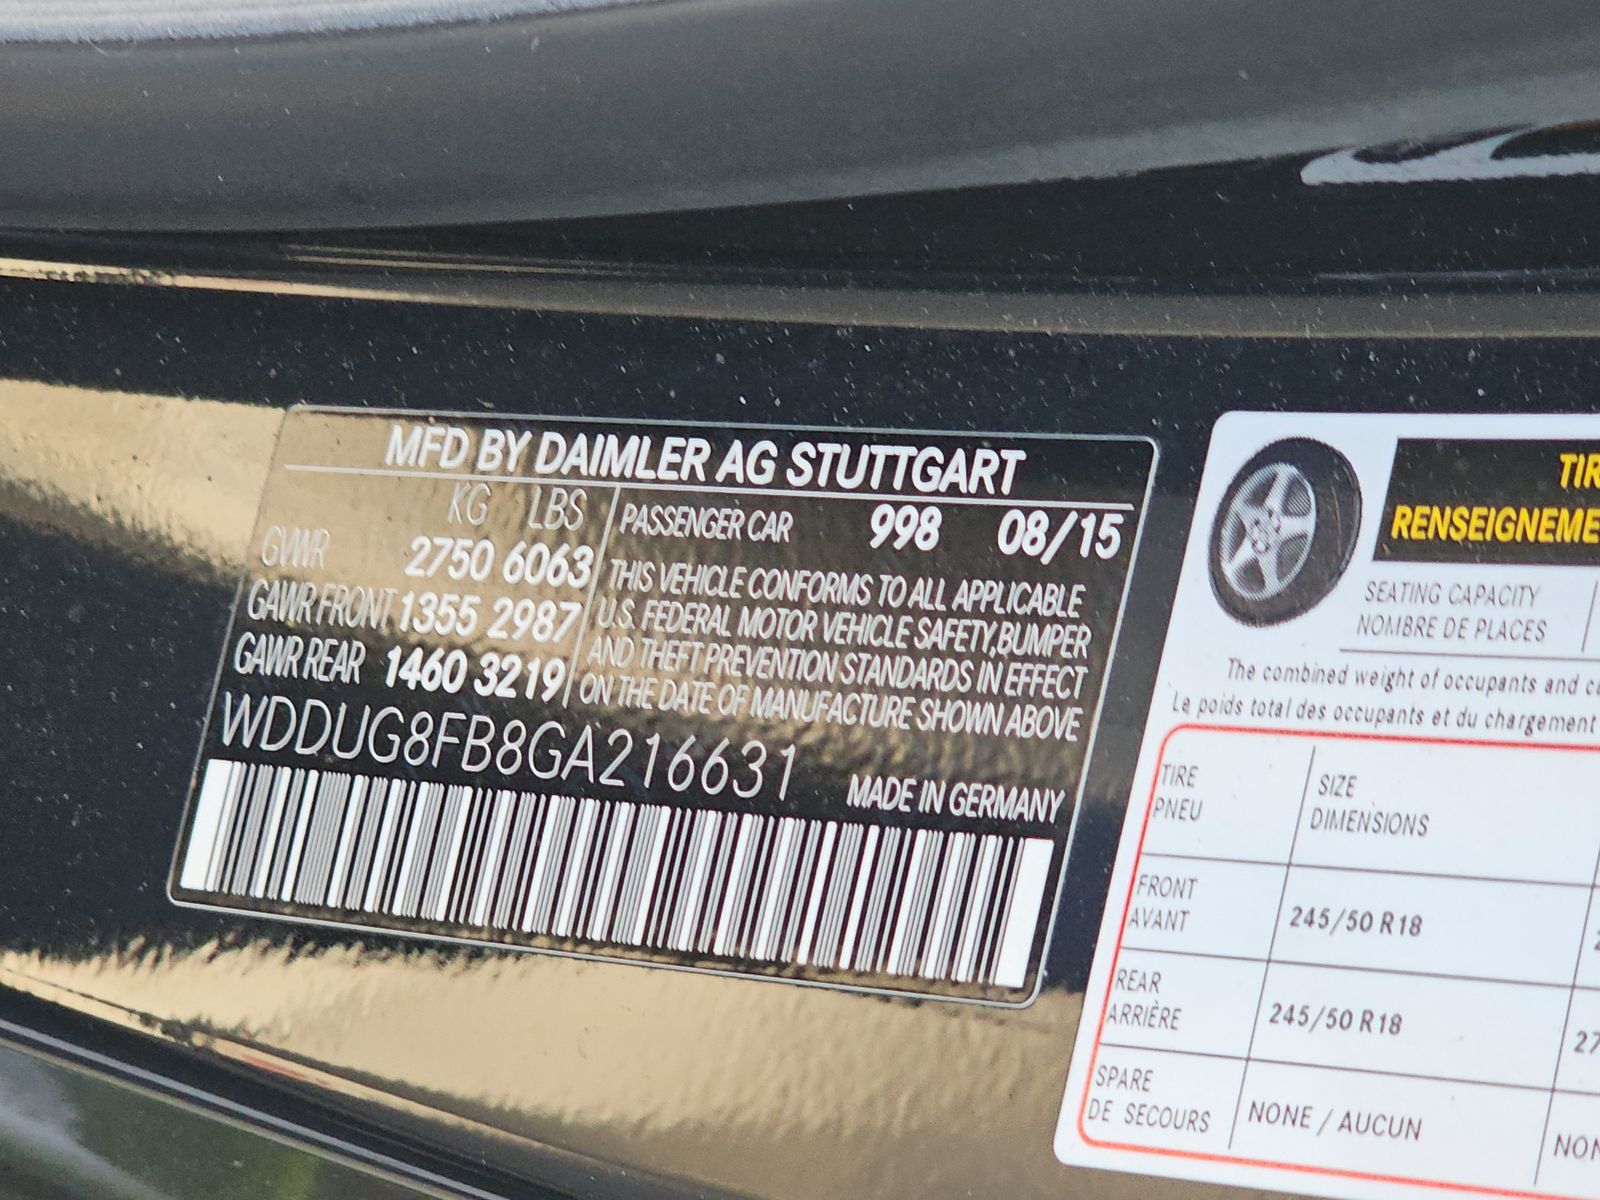 MFD BY DAIMLER AG STUTTGART
KG LBS
GVWR 2750 6063
GAWR FRONT 1355 2987
GAWR REAR 1460 3219
PASSENGER CAR 998 08/15
THIS VEHICLE CONFORMS TO ALL APPLICABLE
U.S. FEDERAL MOTOR VEHICLE SAFETY, BUMPER
AND THEFT PREVENTION STANDARDS IN EFFECT
ON THE DATE OF MANUFACTURE SHOWN ABOVE
WDDUG8FB8GA216631
MADE IN GERMANY
TIR
RENSEIGNEME
SEATING CAPACITY
NOMBRE DE PLACES
The combined weight of occupants and c
Le poids total des occupants et du chargement
TIRE SIZE
PNEU DIMENSIONS
FRONT
AVANT 245/50 R18
REAR
ARRIÈRE 245/50 R18 27
SPARE
DE SECOURS NONE / AUCUN NON